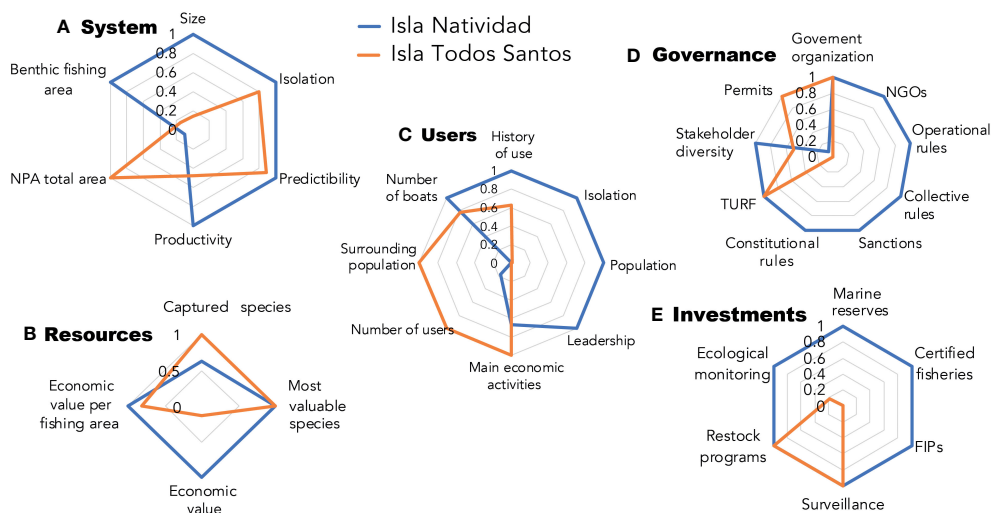 A System
Size
1
0.8
0.6
0.4
0.2
0
Isolation
Predictibility
Productivity
NPA total area
Benthic fishing
area
Isla Natividad
Isla Todos Santos
B Resources
Captured species
1
0.5
0
Most
valuable
species
Economic
value
Economic
value per
fishing area
C Users
History
of use
1
0.8
0.6
0.4
0.2
0
Isolation
Population
Leadership
Main economic
activities
Number of users
Surrounding
population
Number
of boats
D Governance
Govement
organization
1
0.8
0.6
0.4
0.2
0
NGOs
Operational
rules
Collective
rules
Sanctions
Constitutional
rules
TURF
Stakeholder
diversity
Permits
E Investments
Marine
reserves
1
0.8
0.6
0.4
0.2
0
Certified
fisheries
FIPs
Surveillance
Restock
programs
Ecological
monitoring